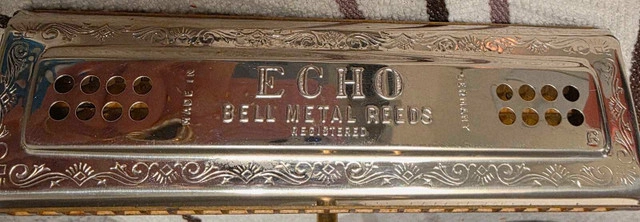 MADE IN
ECHO
BELL METAL REEDS
REGISTERED
GERMANY
C